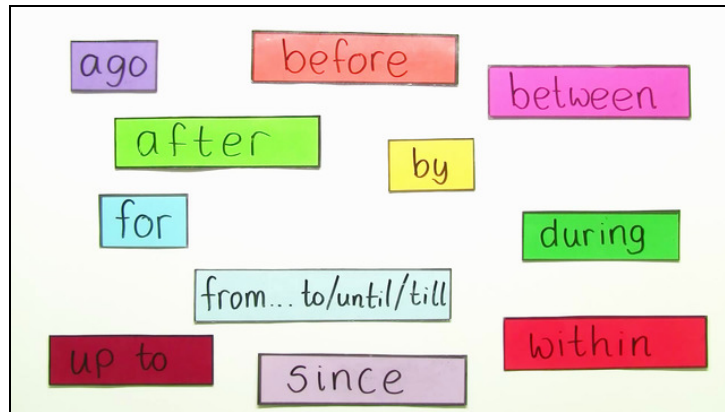 ago
before
between
after
by
for
during
from... to/until/till
within
up to
since